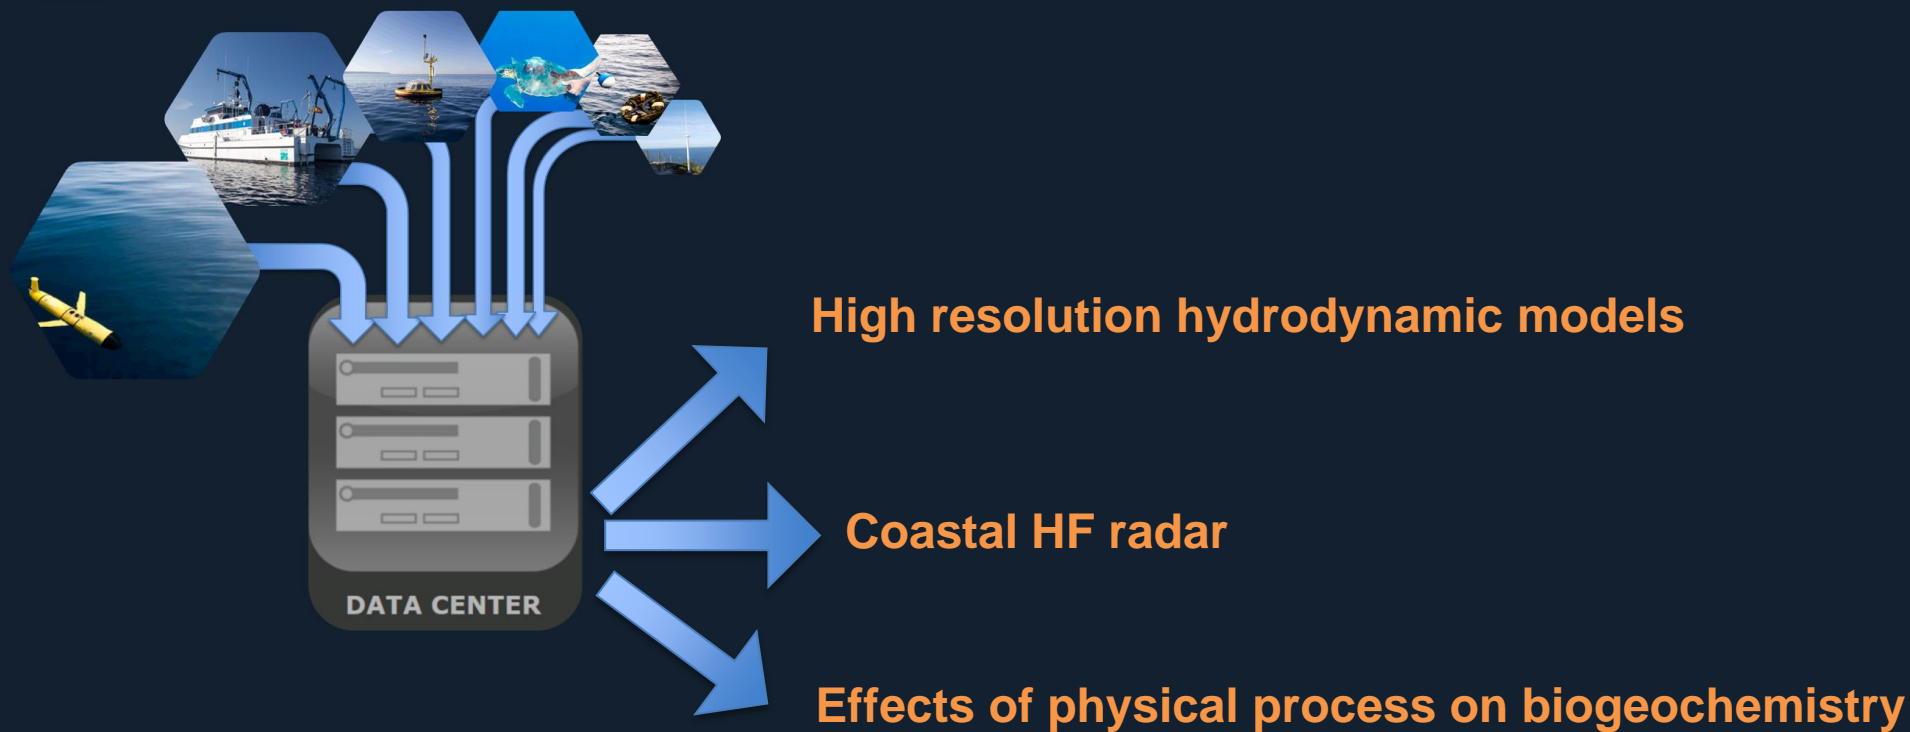 High resolution hydrodynamic models
Coastal HF radar
DATA CENTER
Effects of physical process on biogeochemistry